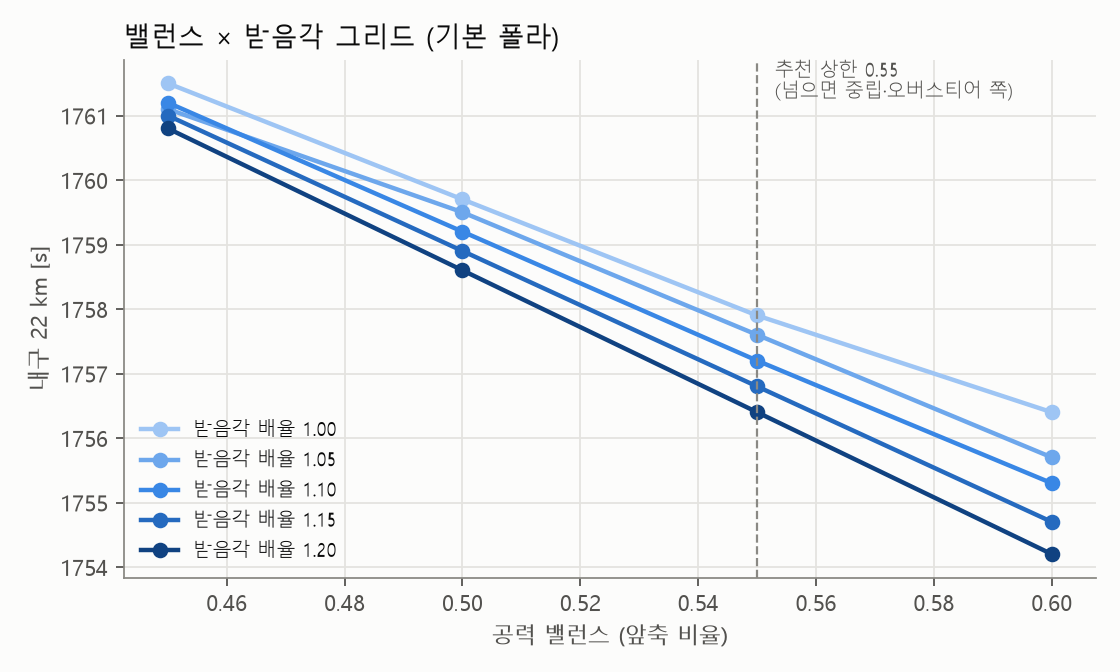 밸런스 × 받음각 그리드 (기본 폴라)
추천 상한 0.55
(넘으면 중립·오버스티어 쪽)
1761
1760
1759
1758
1757
1756
1755
1754
내구 22 km [s]
받음각 배율 1.00
받음각 배율 1.05
받음각 배율 1.10
받음각 배율 1.15
받음각 배율 1.20
0.46 0.48 0.50 0.52 0.54 0.56 0.58 0.60
공력 밸런스 (앞축 비율)